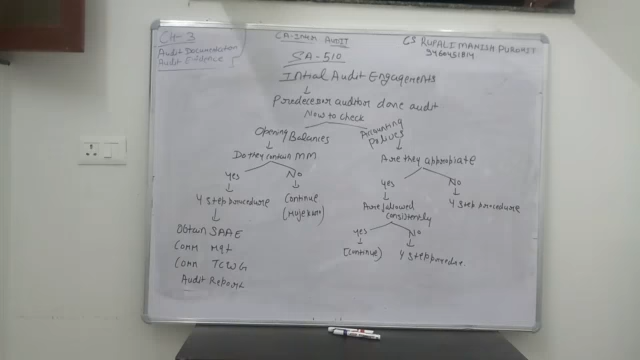 CH-3
Audit Documentation
Audit Evidence
CA-Inter AUDIT
CS RUPALI MANISH PUROHIT
SA-510
Initial Audit Engagements
Predecessor auditor done audit
Now to check
Opening Balances
Accounting Policies
Do they contain MM
Are they appropriate
Yes
No
Yes
No
4 step procedure
Continue
Are followed consistently
4 step procedure
Yes
No
Obtain SAAE
(Continue)
4 step procedure.
Comm Mgt
Comm TCWG
Audit Report